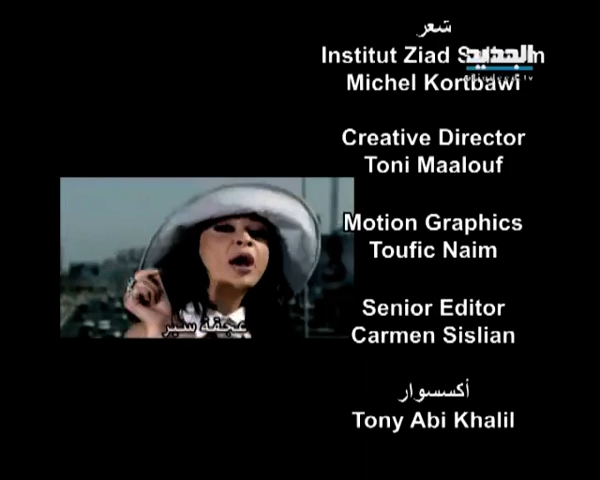 شعر
Institut Ziad
Michel Kortbawi
الجديد
Creative Director
Toni Maalouf
Motion Graphics
Toufic Naim
Senior Editor
Carmen Sislian
عجقة سير
أكسسوار
Tony Abi Khalil